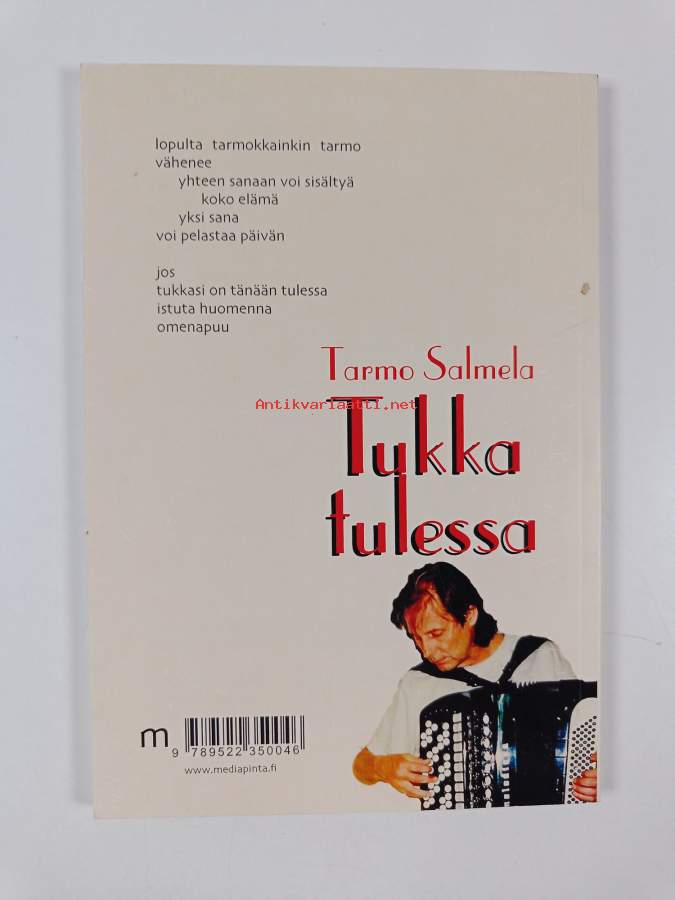 lopulta tarmokkainkin tarmo
vähenee
yhteen sanaan voi sisältyä
koko elämä
yksi sana
voi pelastaa päivän
jos
tukkasi on tänään tulessa
istuta huomenna
omenapuu
Tarmo Salmela
Antikvariaatti.net
Tukka
tulessa
m
9 789522 350046
www.mediapinta.fi